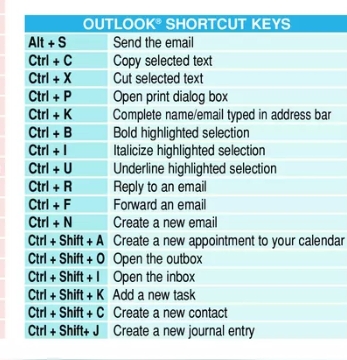 OUTLOOK® SHORTCUT KEYS
Alt + S Send the email
Ctrl + C Copy selected text
Ctrl + X Cut selected text
Ctrl + P Open print dialog box
Ctrl + K Complete name/email typed in address bar
Ctrl + B Bold highlighted selection
Ctrl + I Italicize highlighted selection
Ctrl + U Underline highlighted selection
Ctrl + R Reply to an email
Ctrl + F Forward an email
Ctrl + N Create a new email
Ctrl + Shift + A Create a new appointment to your calendar
Ctrl + Shift + O Open the outbox
Ctrl + Shift + I Open the inbox
Ctrl + Shift + K Add a new task
Ctrl + Shift + C Create a new contact
Ctrl + Shift+ J Create a new journal entry